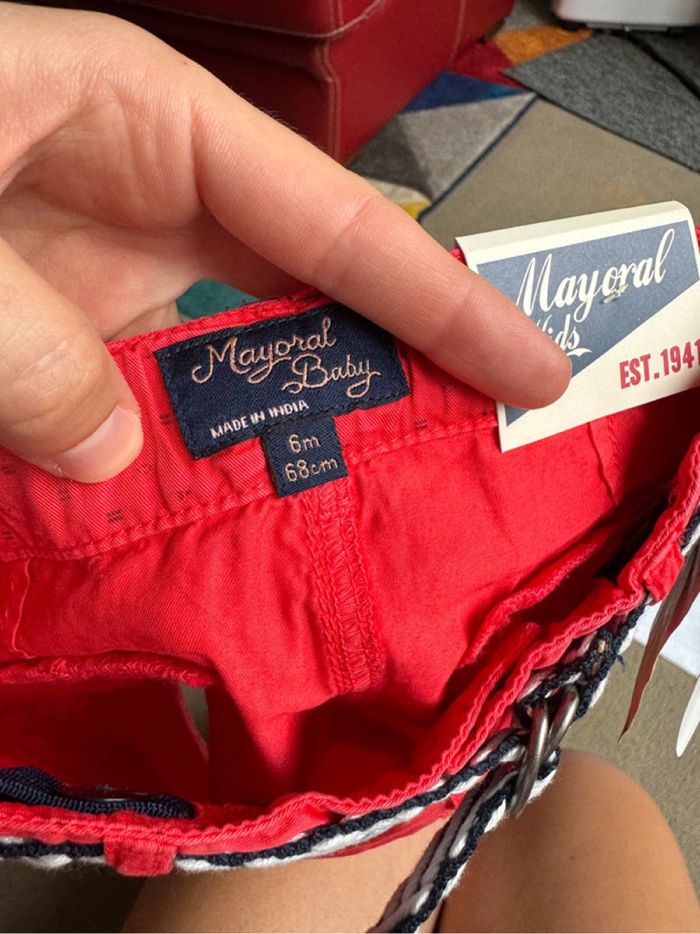 Mayoral
Baby
MADE IN INDIA
6m
68cm
Mayoral
Kids
EST.1941